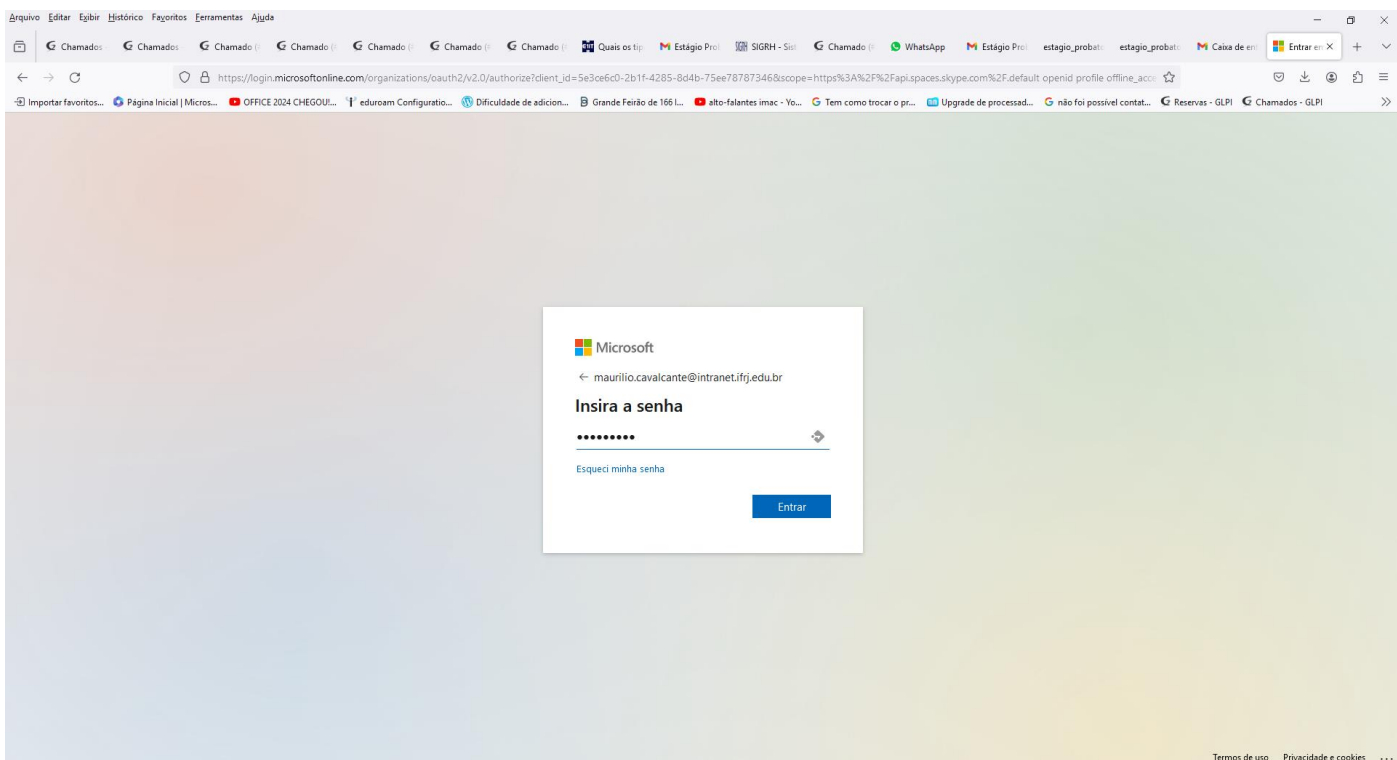 Arquivo Editar Exibir Histórico Favoritos Ferramentas Ajuda
Chamados - Chamados Chamado ( Chamado ( Chamado ( Chamado ( Chamado ( Quais os tip Estágio Pro SIGRH - Sist Chamado ( WhatsApp Estágio Pro estagio_probato estagio_probato Caixa de en Entrar em
https://login.microsoftonline.com/organizations/oauth2/v2.0/authorize?client_id=5e3ce6c0-2b1f-4285-8d4b-75ee78787346&scope=https%3A%2F%2Fapi.spaces.skype.com%2F.default openid profile offline_acce
Importar favoritos... Página Inicial | Micros... OFFICE 2024 CHEGOU!... eduroam Configuratio... Dificuldade de adicion... Grande Feirão de 166 I... alto-falantes imac - Yo... Tem como trocar o pr... Upgrade de processad... não foi possível contat... Reservas - GLPI Chamados - GLPI
Microsoft
← maurilio.cavalcante@intranet.ifrj.edu.br
Insira a senha
•••••••••
Esqueci minha senha
Entrar
Termos de uso Privacidade e cookies ...